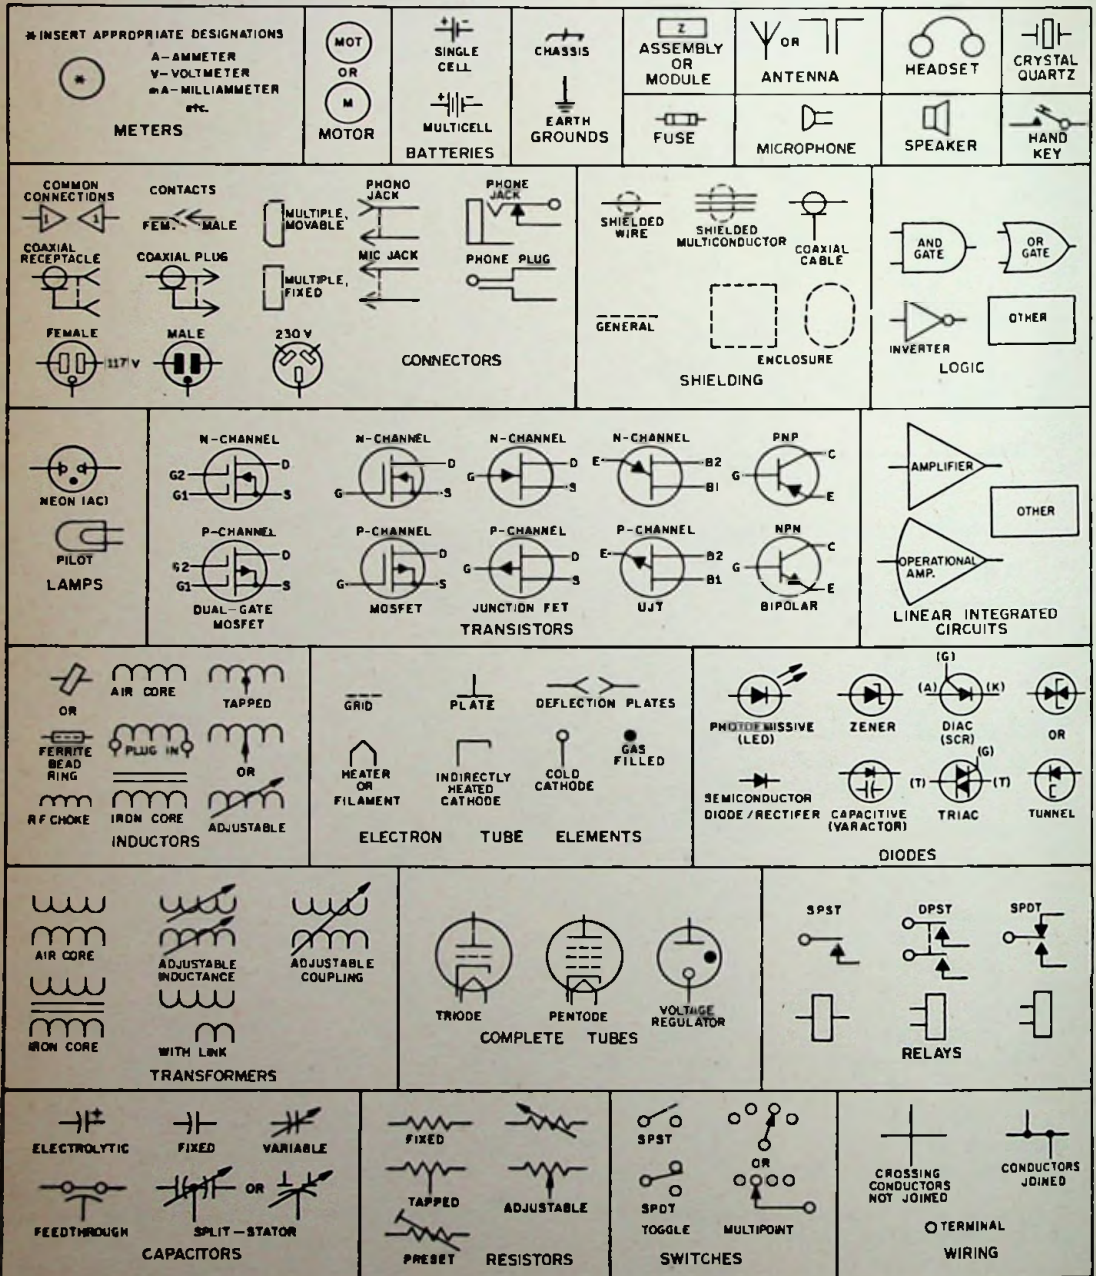 * INSERT APPROPRIATE DESIGNATIONS
*
A-AMMETER
V-VOLTMETER
mA-MILLIAMMETER
etc.
METERS
MOT
OR
M
MOTOR
SINGLE
CELL
MULTICELL
BATTERIES
CHASSIS
EARTH
GROUNDS
Z
ASSEMBLY
OR
MODULE
FUSE
OR
ANTENNA
MICROPHONE
HEADSET
SPEAKER
CRYSTAL
QUARTZ
HAND
KEY
COMMON
CONNECTIONS
1 1
CONTACTS
FEM. MALE
COAXIAL
RECEPTACLE
COAXIAL PLUG
MULTIPLE,
MOVABLE
MULTIPLE,
FIXED
PHONO
JACK
MIC JACK
PHONE
JACK
PHONE PLUG
FEMALE
117 V
MALE
230 V
CONNECTORS
SHIELDED
WIRE
SHIELDED
MULTICONDUCTOR
COAXIAL
CABLE
GENERAL
ENCLOSURE
SHIELDING
AND
GATE
OR
GATE
INVERTER
OTHER
LOGIC
NEON (AC)
PILOT
LAMPS
N-CHANNEL
G2
G1
D
S
N-CHANNEL
G
D
S
N-CHANNEL
G
D
S
N-CHANNEL
E
B2
B1
PNP
G
C
E
P-CHANNEL
G2
G1
D
S
DUAL-GATE
MOSFET
P-CHANNEL
G
D
S
MOSFET
P-CHANNEL
G
D
S
JUNCTION FET
P-CHANNEL
E
B2
B1
UJT
NPN
G
C
E
BIPOLAR
TRANSISTORS
AMPLIFIER
OTHER
OPERATIONAL
AMP.
LINEAR INTEGRATED
CIRCUITS
OR
FERRITE
BEAD
RING
RF CHOKE
AIR CORE
PLUG IN
IRON CORE
TAPPED
OR
ADJUSTABLE
INDUCTORS
GRID
PLATE
DEFLECTION PLATES
HEATER
OR
FILAMENT
INDIRECTLY
HEATED
CATHODE
COLD
CATHODE
GAS
FILLED
ELECTRON TUBE ELEMENTS
PHOTOEMISSIVE
(LED)
ZENER
(G)
(A) (K)
DIAC
(SCR)
OR
SEMICONDUCTOR
DIODE/RECTIFER
CAPACITIVE
(VARACTOR)
(G)
(T) (T)
TRIAC
TUNNEL
DIODES
AIR CORE
IRON CORE
ADJUSTABLE
INDUCTANCE
WITH LINK
ADJUSTABLE
COUPLING
TRANSFORMERS
TRIODE
PENTODE
VOLTAGE
REGULATOR
COMPLETE TUBES
SPST
DPST
SPDT
RELAYS
ELECTROLYTIC
FIXED
VARIABLE
OR
FEEDTHROUGH
SPLIT-STATOR
CAPACITORS
FIXED
TAPPED
ADJUSTABLE
PRESET
RESISTORS
SPST
OR
SPDT
TOGGLE
MULTIPOINT
SWITCHES
CROSSING
CONDUCTORS
NOT JOINED
CONDUCTORS
JOINED
TERMINAL
WIRING